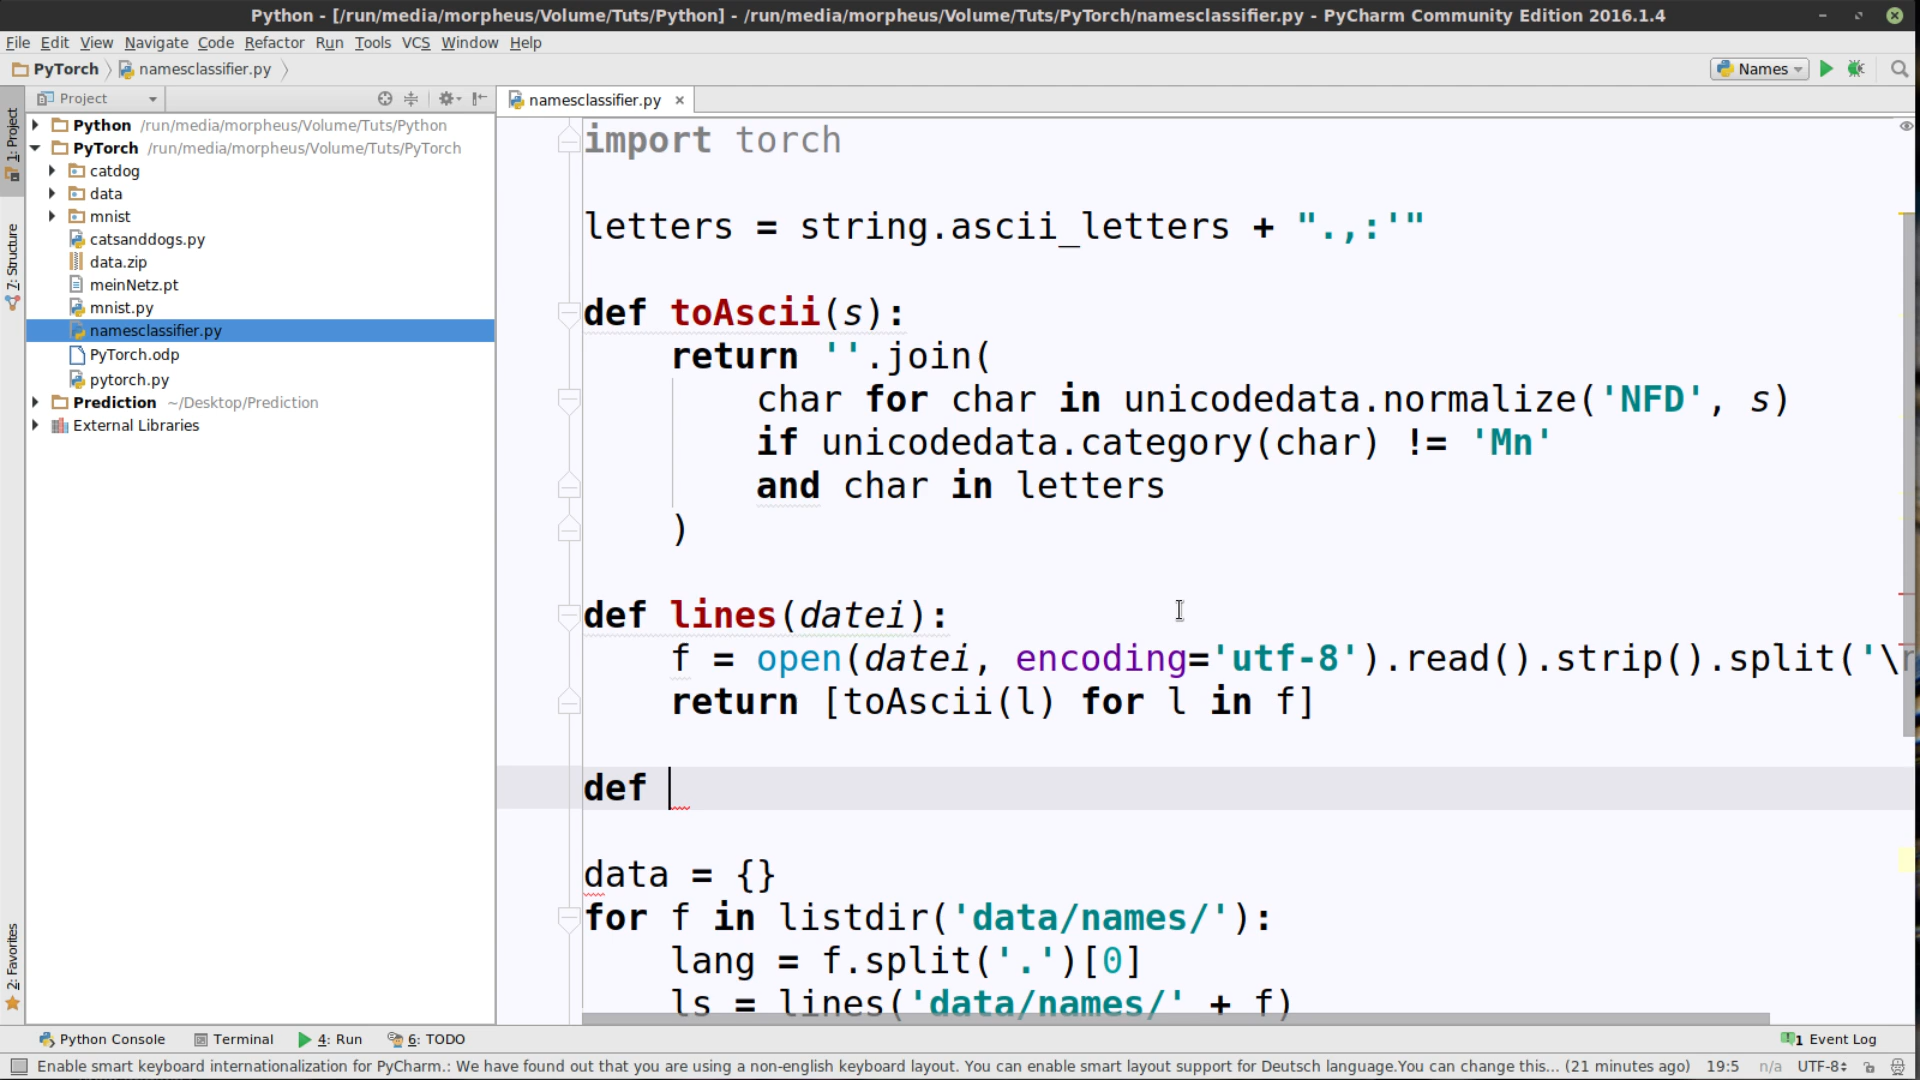 Python - [/run/media/morpheus/Volume/Tuts/Python] - /run/media/morpheus/Volume/Tuts/PyTorch/namesclassifier.py - PyCharm Community Edition 2016.1.4
File Edit View Navigate Code Refactor Run Tools VCS Window Help
PyTorch namesclassifier.py Names
Project namesclassifier.py
1: Project
7: Structure
2: Favorites
Python /run/media/morpheus/Volume/Tuts/Python
PyTorch /run/media/morpheus/Volume/Tuts/PyTorch
catdog
data
mnist
catsanddogs.py
data.zip
meinNetz.pt
mnist.py
namesclassifier.py
PyTorch.odp
pytorch.py
Prediction ~/Desktop/Prediction
External Libraries
import torch
letters = string.ascii_letters + ".,:'"
def toAscii(s):
return ''.join(
char for char in unicodedata.normalize('NFD', s)
if unicodedata.category(char) != 'Mn'
and char in letters
)
def lines(datei):
f = open(datei, encoding='utf-8').read().strip().split('\
return [toAscii(l) for l in f]
def
data = {}
for f in listdir('data/names/'):
lang = f.split('.')[0]
ls = lines('data/names/' + f)
Python Console Terminal 4: Run 6: TODO 1 Event Log
Enable smart keyboard internationalization for PyCharm.: We have found out that you are using a non-english keyboard layout. You can enable smart layout support for Deutsch language.You can change this... (21 minutes ago) 19:5 n/a UTF-8